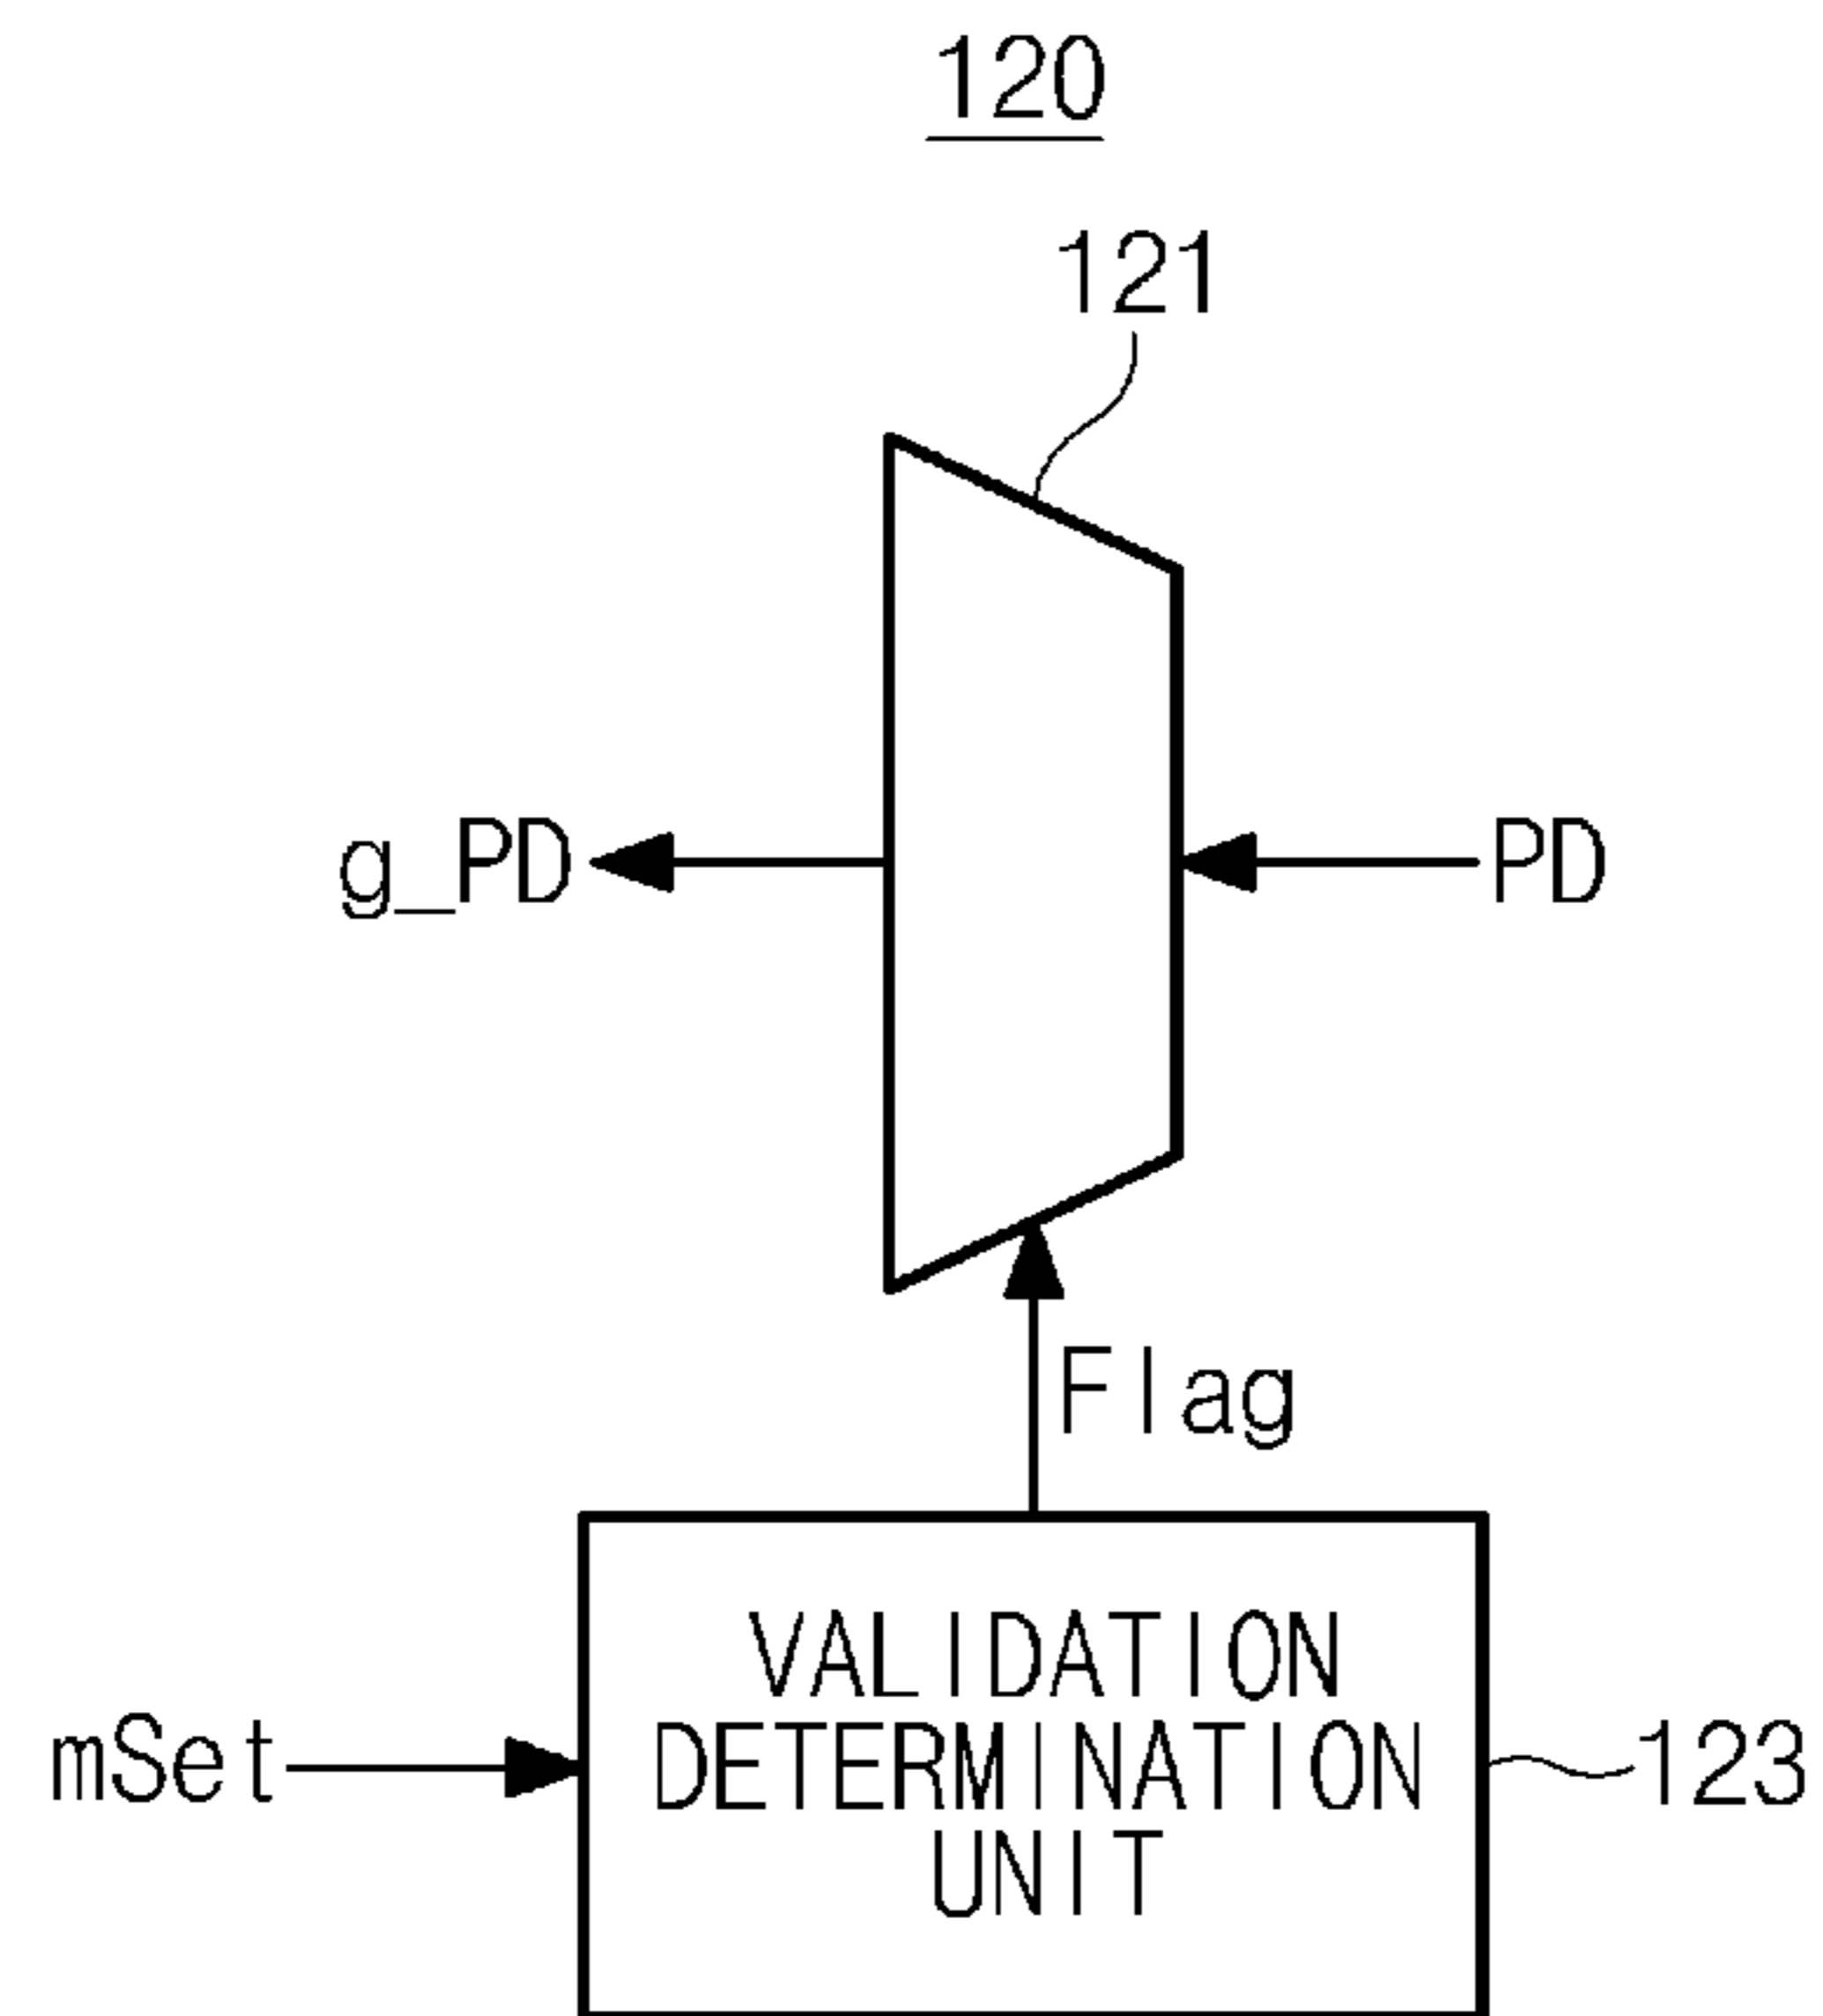 120
121
g_PD
PD
Flag
VALIDATION
DETERMINATION
UNIT
mSet
123